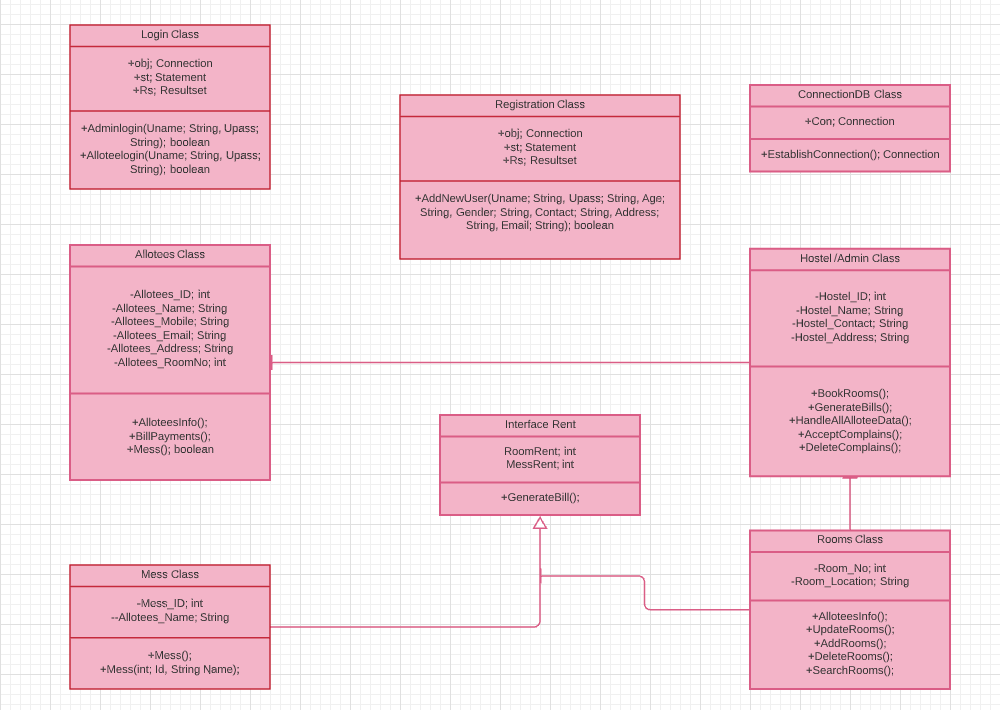 Login Class
+obj; Connection
+st; Statement
+Rs; Resultset
+Adminlogin(Uname; String, Upass;
String); boolean
+Alloteelogin(Uname; String, Upass;
String); boolean
Registration Class
+obj; Connection
+st; Statement
+Rs; Resultset
+AddNewUser(Uname; String, Upass; String, Age;
String, Gender; String, Contact; String, Address;
String, Email; String); boolean
ConnectionDB Class
+Con; Connection
+EstablishConnection(); Connection
Allotees Class
-Allotees_ID; int
-Allotees_Name; String
-Allotees_Mobile; String
-Allotees_Email; String
-Allotees_Address; String
-Allotees_RoomNo; int
+AlloteesInfo();
+BillPayments();
+Mess(); boolean
Hostel /Admin Class
-Hostel_ID; int
-Hostel_Name; String
-Hostel_Contact; String
-Hostel_Address; String
+BookRooms();
+GenerateBills();
+HandleAllAlloteeData();
+AcceptComplains();
+DeleteComplains();
Interface Rent
RoomRent; int
MessRent; int
+GenerateBill();
Mess Class
-Mess_ID; int
--Allotees_Name; String
+Mess();
+Mess(int; Id, String Name);
Rooms Class
-Room_No; int
-Room_Location; String
+AlloteesInfo();
+UpdateRooms();
+AddRooms();
+DeleteRooms();
+SearchRooms();